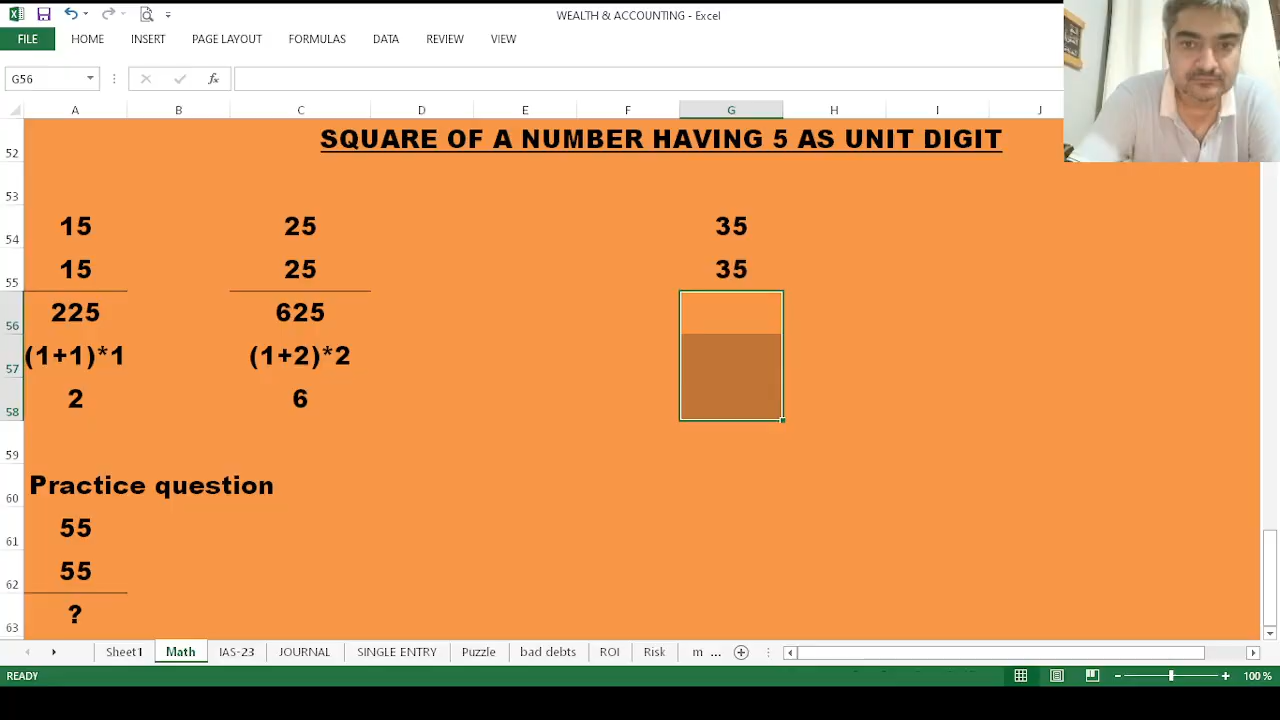 WEALTH & ACCOUNTING - Excel
FILE HOME INSERT PAGE LAYOUT FORMULAS DATA REVIEW VIEW
G56 fx
A B C D E F G H I J
52 SQUARE OF A NUMBER HAVING 5 AS UNIT DIGIT
53
54 15 25 35
55 15 25 35
56 225 625
57 (1+1)*1 (1+2)*2
58 2 6
59
60 Practice question
61 55
62 55
63 ?
Sheet1 Math IAS-23 JOURNAL SINGLE ENTRY Puzzle bad debts ROI Risk m ...
READY 100 %